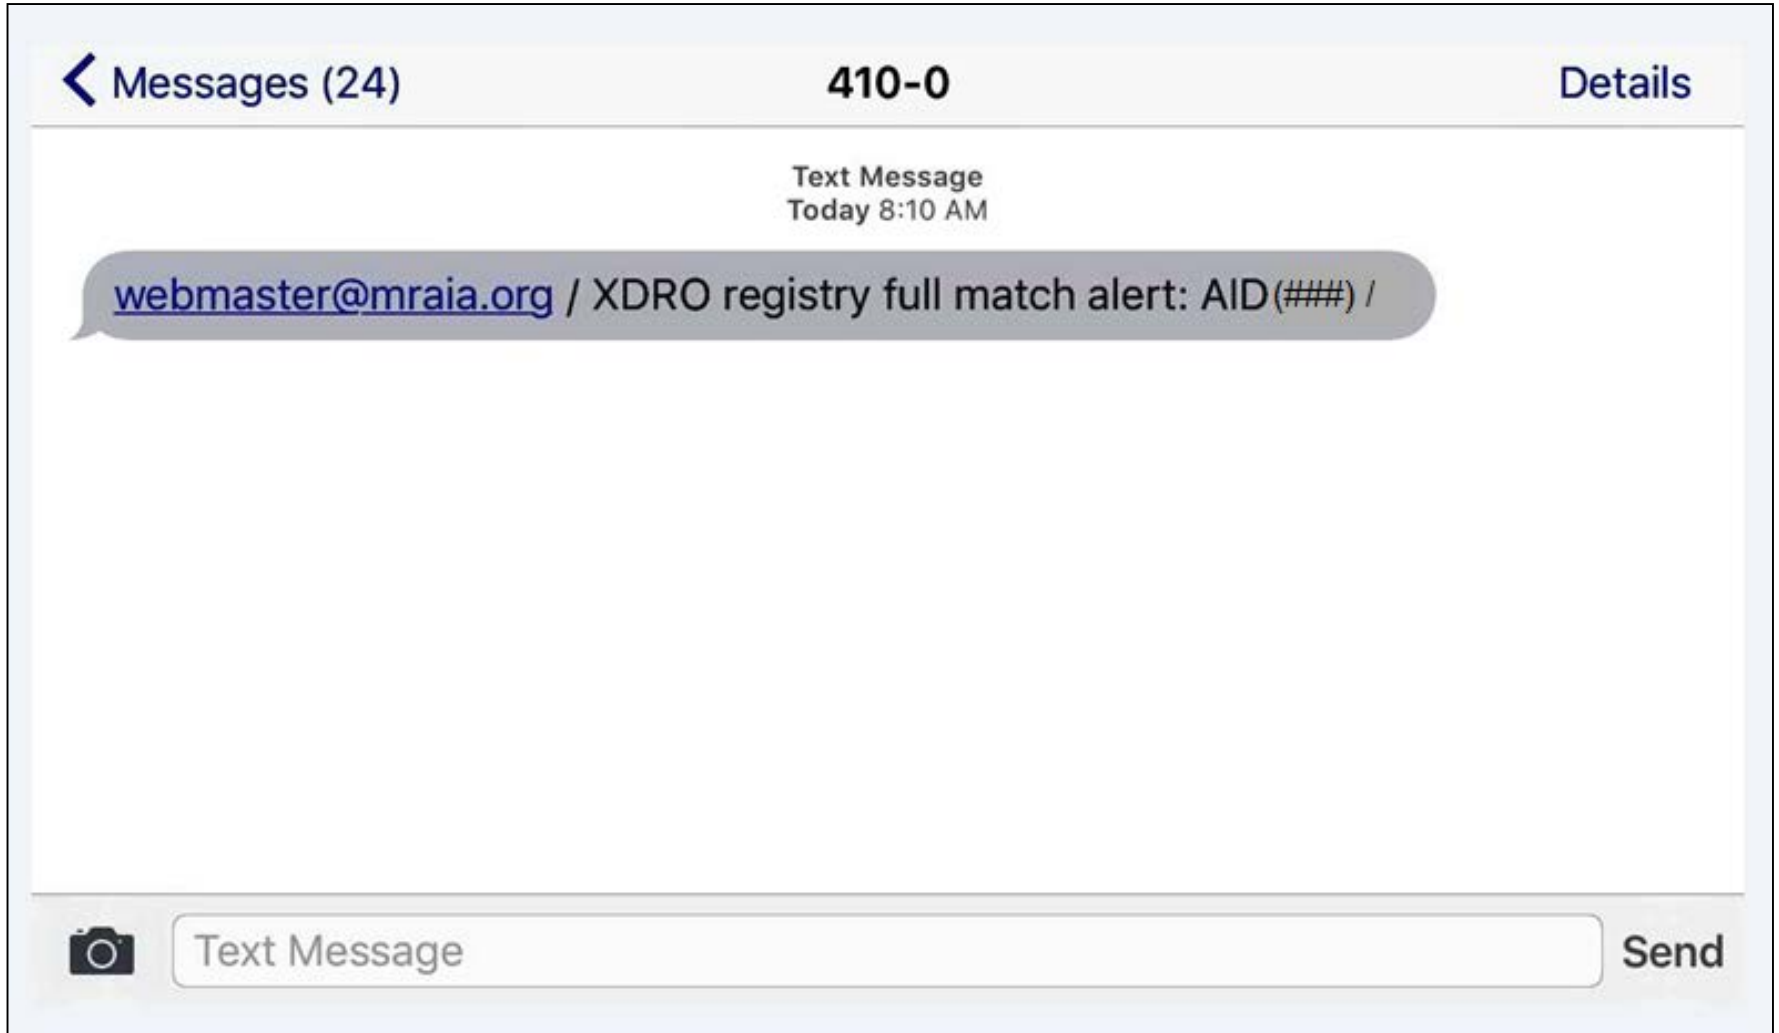 Messages (24) 410-0 Details
Text Message
Today 8:10 AM
webmaster@mraia.org / XDRO registry full match alert: AID(###) /
Text Message Send